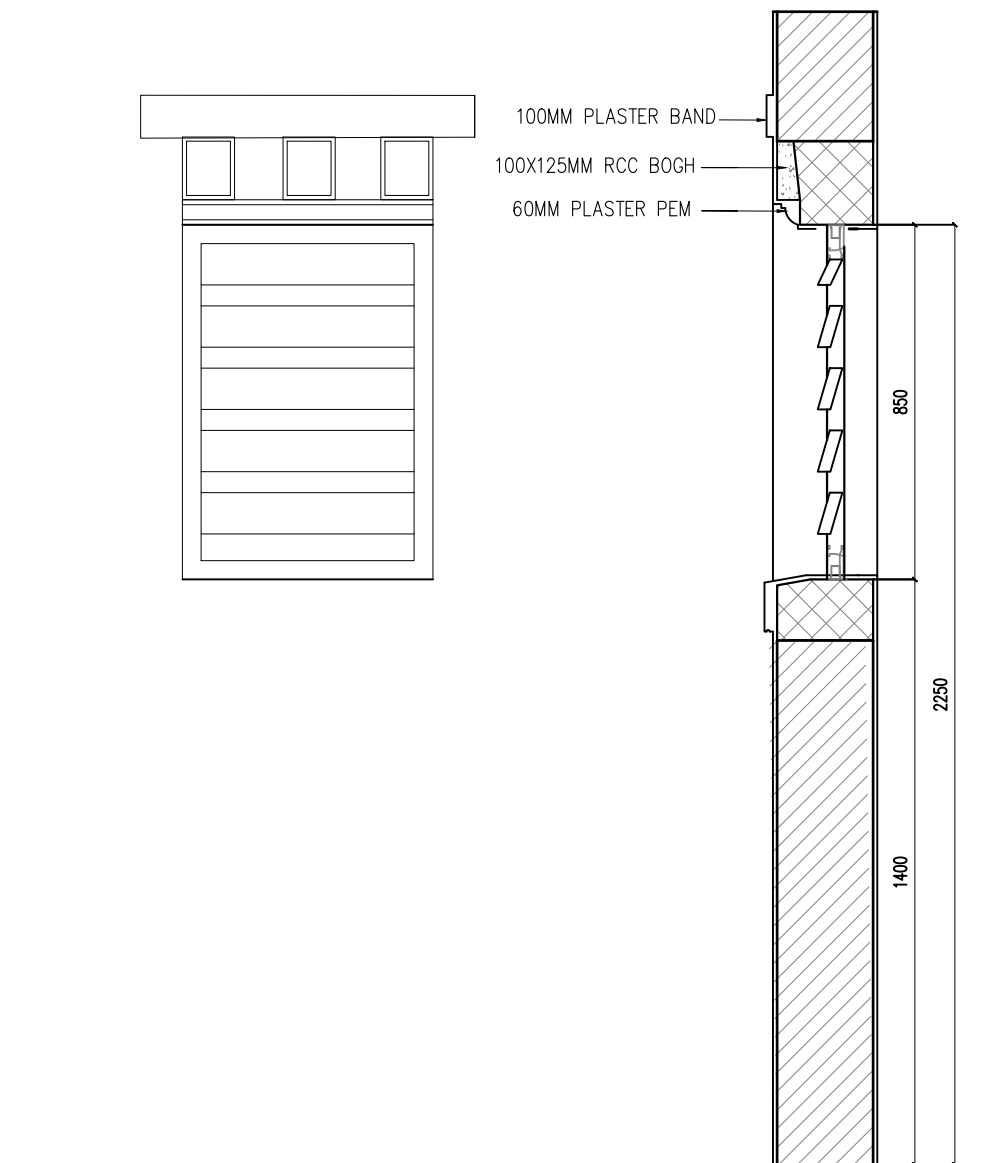 100MM PLASTER BAND
100X125MM RCC BOGH
60MM PLASTER PEM
850
2250
1400